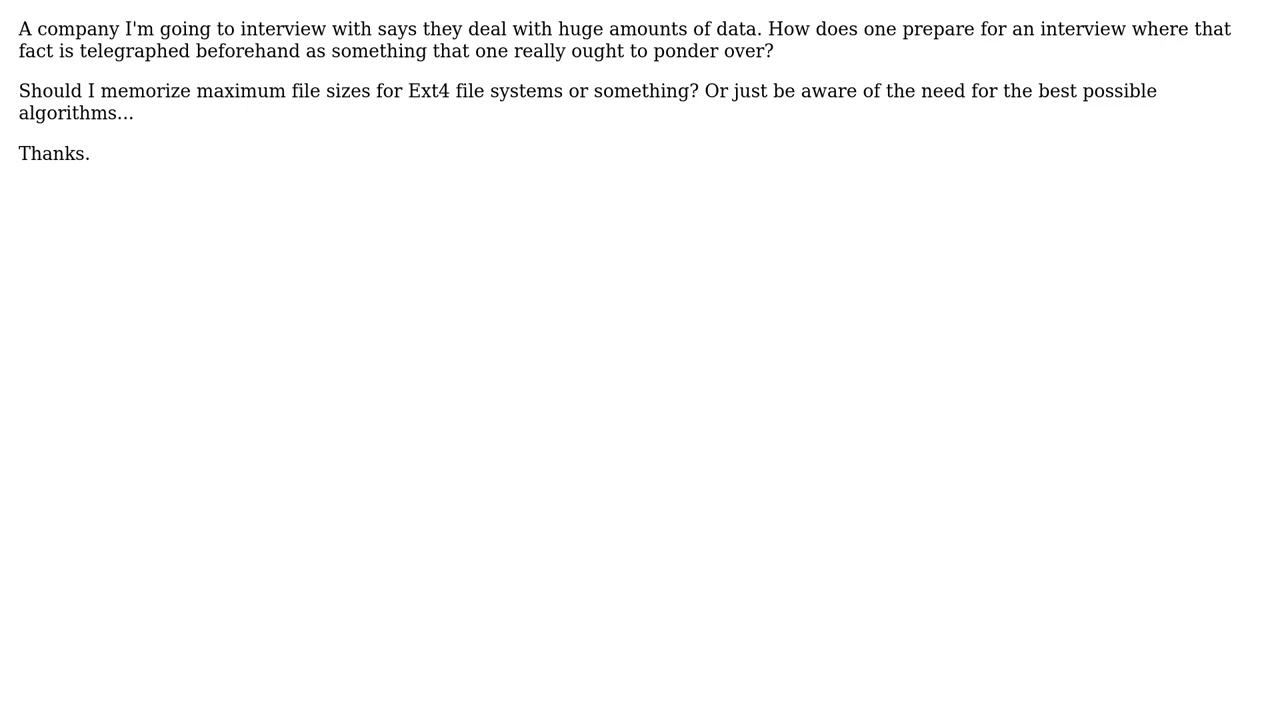 A company I'm going to interview with says they deal with huge amounts of data. How does one prepare for an interview where that
fact is telegraphed beforehand as something that one really ought to ponder over?
Should I memorize maximum file sizes for Ext4 file systems or something? Or just be aware of the need for the best possible
algorithms...
Thanks.